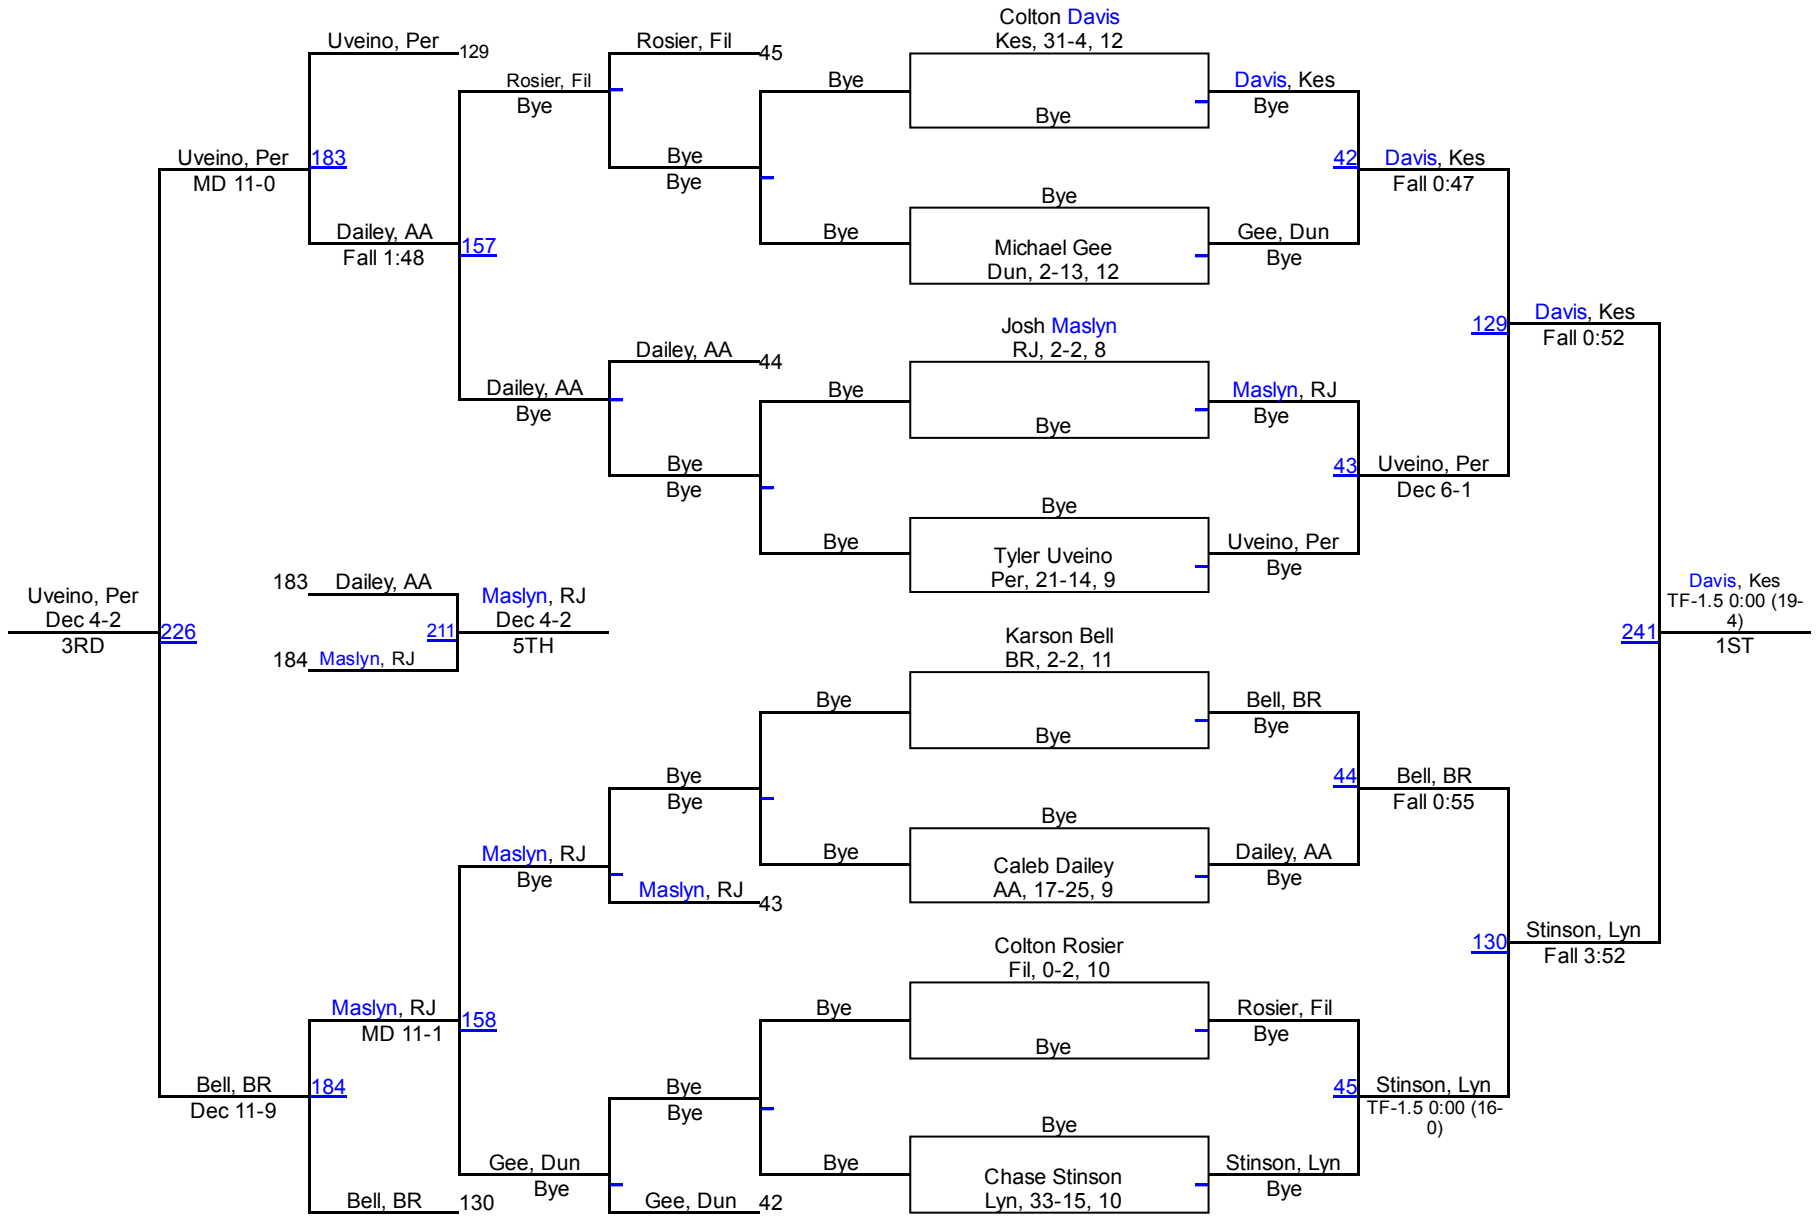 Colton Davis
Kes, 31-4, 12
Uveino, Per
129
Rosier, Fil
45
Rosier, Fil
Bye
Bye
Bye
Davis, Kes
Bye
Uveino, Per
MD 11-0
183
Bye
Bye
42
Davis, Kes
Fall 0:47
Bye
Dailey, AA
Fall 1:48
157
Bye
Michael Gee
Dun, 2-13, 12
Gee, Dun
Bye
Josh Maslyn
RJ, 2-2, 8
129
Davis, Kes
Fall 0:52
Dailey, AA
44
Dailey, AA
Bye
Bye
Bye
Maslyn, RJ
Bye
Bye
Bye
43
Uveino, Per
Dec 6-1
Bye
Bye
Tyler Uveino
Per, 21-14, 9
Uveino, Per
Bye
Uveino, Per
Dec 4-2
3RD
226
183
Dailey, AA
184
Maslyn, RJ
211
Maslyn, RJ
Dec 4-2
5TH
241
Davis, Kes
TF-1.5 0:00 (19-
4)
1ST
Karson Bell
BR, 2-2, 11
Bye
Bye
Bell, BR
Bye
Bye
Bye
44
Bell, BR
Fall 0:55
Bye
Maslyn, RJ
Bye
Bye
Caleb Dailey
AA, 17-25, 9
Dailey, AA
Bye
Maslyn, RJ
43
Colton Rosier
Fil, 0-2, 10
130
Stinson, Lyn
Fall 3:52
Maslyn, RJ
MD 11-1
158
Bye
Bye
Rosier, Fil
Bye
Bell, BR
Dec 11-9
184
Bye
Bye
45
Stinson, Lyn
TF-1.5 0:00 (16-
0)
Bye
Gee, Dun
Bye
Bye
Chase Stinson
Lyn, 33-15, 10
Stinson, Lyn
Bye
Bell, BR
130
Gee, Dun
42